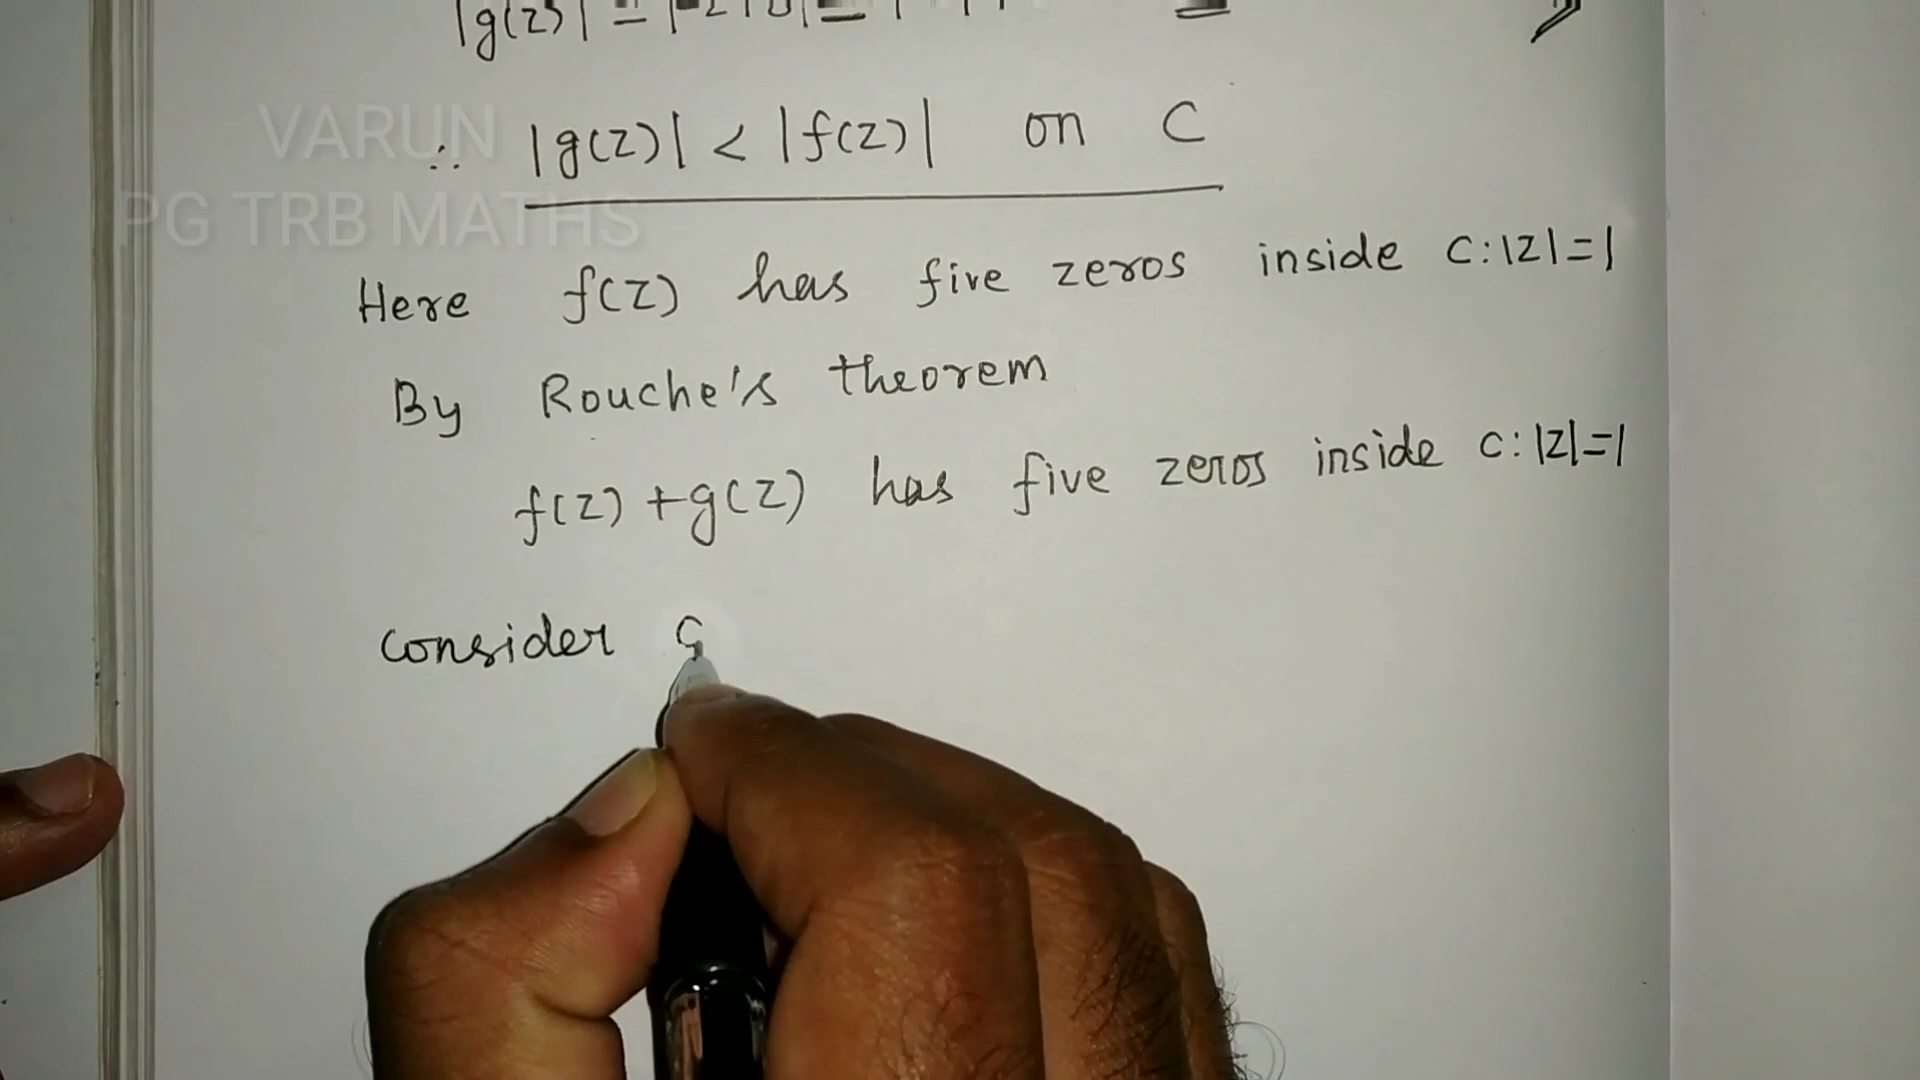 |g(z)| =
VARUN
PG TRB MATHS
∴ |g(z)| < |f(z)| on C
Here f(z) has five zeros inside C:|z|=1
By Rouche's theorem
f(z) +g(z) has five zeros inside C:|z|=1
consider